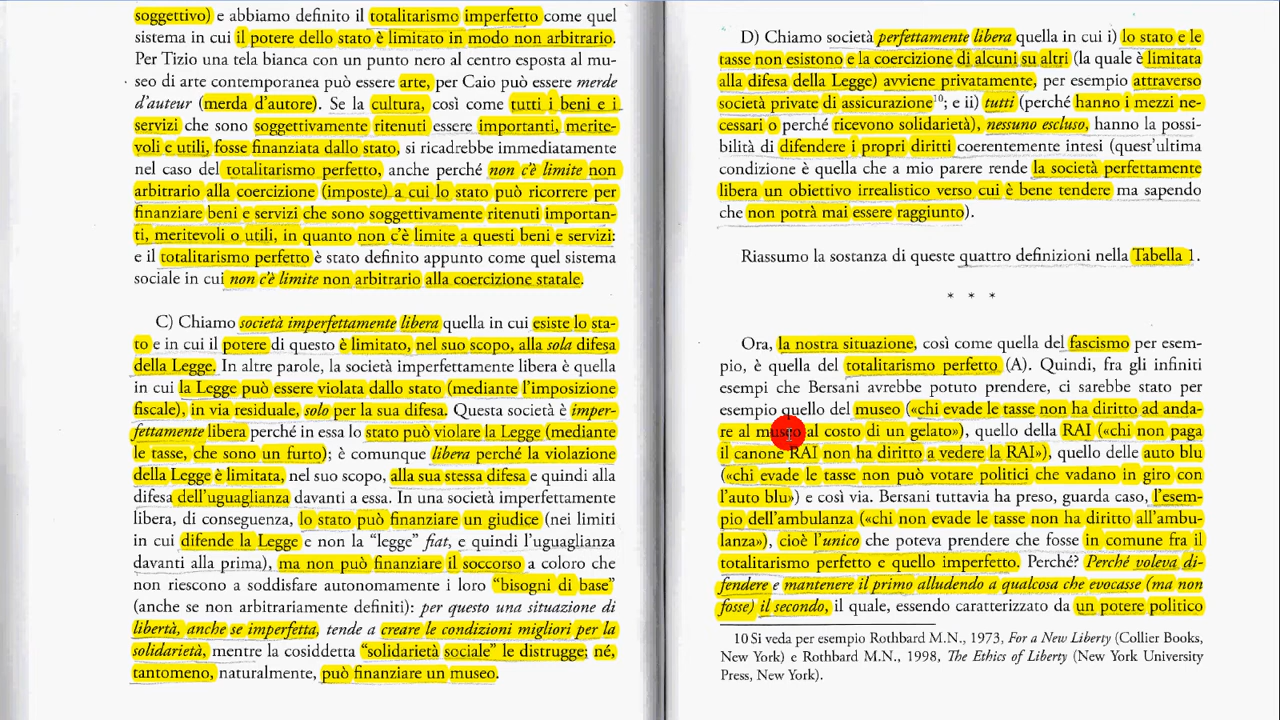 soggettivo) e abbiamo definito il totalitarismo imperfetto come quel
sistema in cui il potere dello stato è limitato in modo non arbitrario.
Per Tizio una tela bianca con un punto nero al centro esposta al mu-
seo di arte contemporanea può essere arte, per Caio può essere merde
d'auteur (merda d'autore). Se la cultura, così come tutti i beni e i
servizi che sono soggettivamente ritenuti essere importanti, merite-
voli e utili, fosse finanziata dallo stato, si ricadrebbe immediatamente
nel caso del totalitarismo perfetto, anche perché non c'è limite non
arbitrario alla coercizione (imposte) a cui lo stato può ricorrere per
finanziare beni e servizi che sono soggettivamente ritenuti importan-
ti, meritevoli o utili, in quanto non c'è limite a questi beni e servizi:
e il totalitarismo perfetto è stato definito appunto come quel sistema
sociale in cui non c'è limite non arbitrario alla coercizione statale.
C) Chiamo società imperfettamente libera quella in cui esiste lo sta-
to e in cui il potere di questo è limitato, nel suo scopo, alla sola difesa
della Legge. In altre parole, la società imperfettamente libera è quella
in cui la Legge può essere violata dallo stato (mediante l'imposizione
fiscale), in via residuale, solo per la sua difesa. Questa società è imper-
fettamente libera perché in essa lo stato può violare la Legge (mediante
le tasse, che sono un furto); è comunque libera perché la violazione
della Legge è limitata, nel suo scopo, alla sua stessa difesa e quindi alla
difesa dell'uguaglianza davanti a essa. In una società imperfettamente
libera, di conseguenza, lo stato può finanziare un giudice (nei limiti
in cui difende la Legge e non la “legge” fiat, e quindi l'uguaglianza
davanti alla prima), ma non può finanziare il soccorso a coloro che
non riescono a soddisfare autonomamente i loro “bisogni di base”
(anche se non arbitrariamente definiti): per questo una situazione di
libertà, anche se imperfetta, tende a creare le condizioni migliori per la
solidarietà, mentre la cosiddetta “solidarietà sociale” le distrugge; né,
tantomeno, naturalmente, può finanziare un museo.
D) Chiamo società perfettamente libera quella in cui i) lo stato e le
tasse non esistono e la coercizione di alcuni su altri (la quale è limitata
alla difesa della Legge) avviene privatamente, per esempio attraverso
società private di assicurazione10; e ii) tutti (perché hanno i mezzi ne-
cessari o perché ricevono solidarietà), nessuno escluso, hanno la possi-
bilità di difendere i propri diritti coerentemente intesi (quest'ultima
condizione è quella che a mio parere rende la società perfettamente
libera un obiettivo irrealistico verso cui è bene tendere ma sapendo
che non potrà mai essere raggiunto).
Riassumo la sostanza di queste quattro definizioni nella Tabella 1.
* * *
Ora, la nostra situazione, così come quella del fascismo per esem-
pio, è quella del totalitarismo perfetto (A). Quindi, fra gli infiniti
esempi che Bersani avrebbe potuto prendere, ci sarebbe stato per
esempio quello del museo («chi evade le tasse non ha diritto ad anda-
re al museo al costo di un gelato»), quello della RAI («chi non paga
il canone RAI non ha diritto a vedere la RAI»), quello delle auto blu
(«chi evade le tasse non può votare politici che vadano in giro con
l'auto blu») e così via. Bersani tuttavia ha preso, guarda caso, l'esem-
pio dell'ambulanza («chi non evade le tasse non ha diritto all'ambu-
lanza»), cioè l'unico che poteva prendere che fosse in comune fra il
totalitarismo perfetto e quello imperfetto. Perché? Perché voleva di-
fendere e mantenere il primo alludendo a qualcosa che evocasse (ma non
fosse) il secondo, il quale, essendo caratterizzato da un potere politico
10 Si veda per esempio Rothbard M.N., 1973, For a New Liberty (Collier Books,
New York) e Rothbard M.N., 1998, The Ethics of Liberty (New York University
Press, New York).